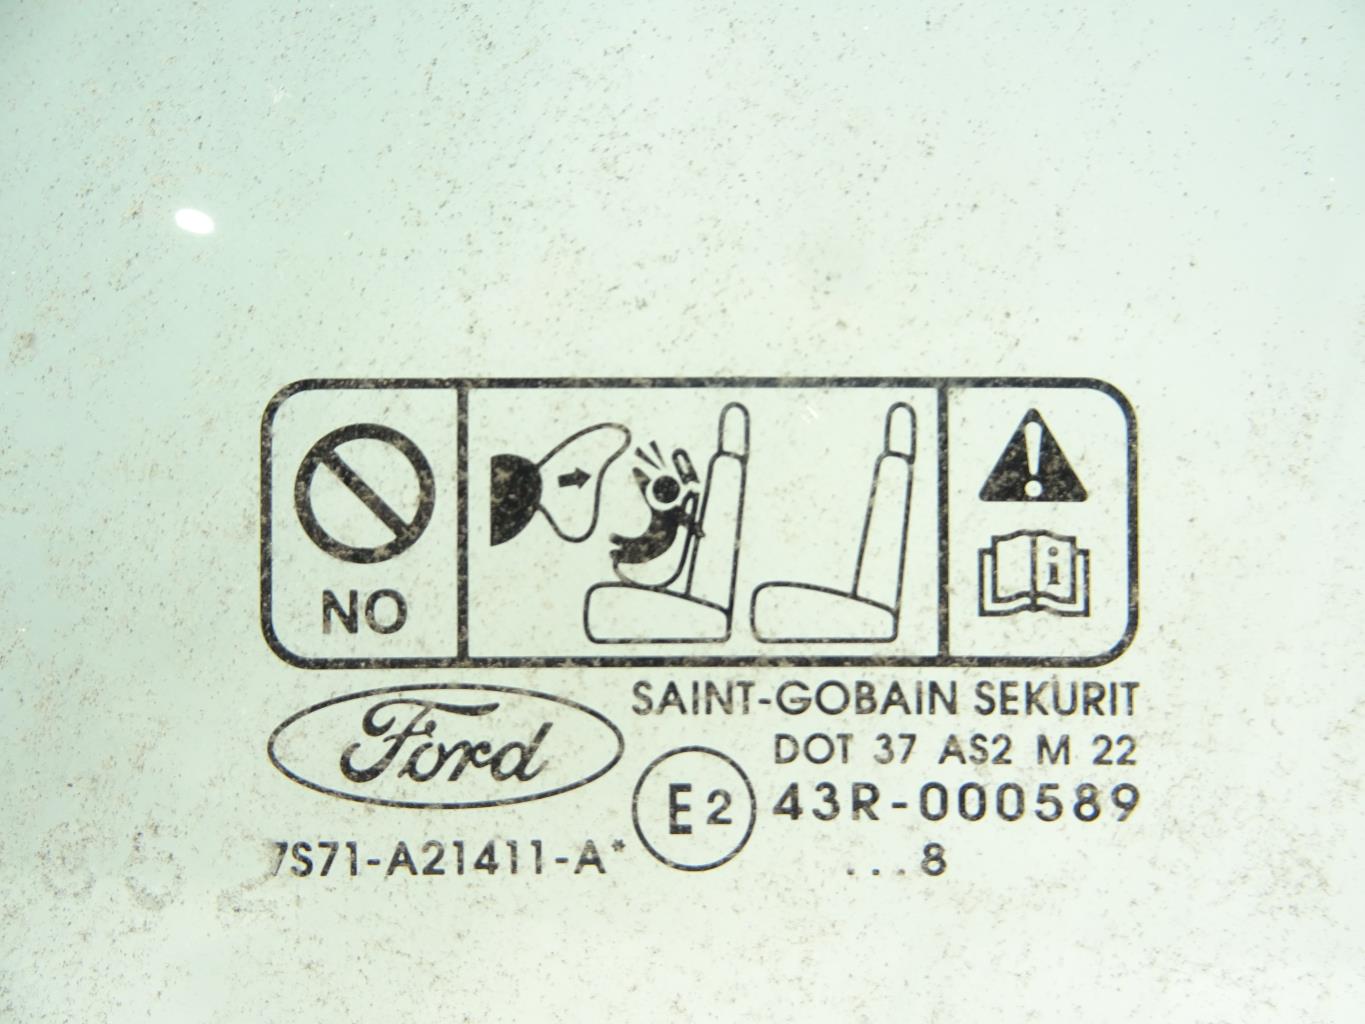 NO
i
SAINT-GOBAIN SEKURIT
Ford
DOT 37 AS2 M 22
E2
43R-000589
7S71-A21411-A*
...8